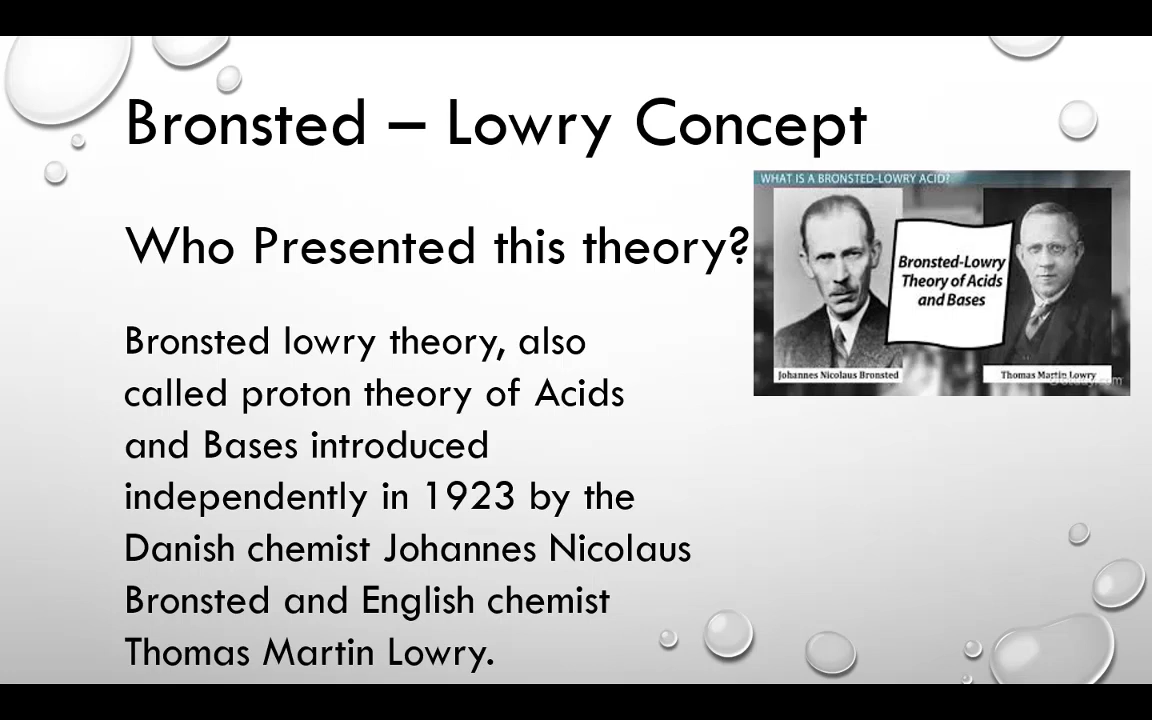 Bronsted – Lowry Concept
WHAT IS A BRONSTED-LOWRY ACID?
Who Presented this theory?
Bronsted-Lowry
Theory of Acids
and Bases
Johannes Nicolaus Bronsted
Thomas Martin Lowry
Bronsted lowry theory, also
called proton theory of Acids
and Bases introduced
independently in 1923 by the
Danish chemist Johannes Nicolaus
Bronsted and English chemist
Thomas Martin Lowry.